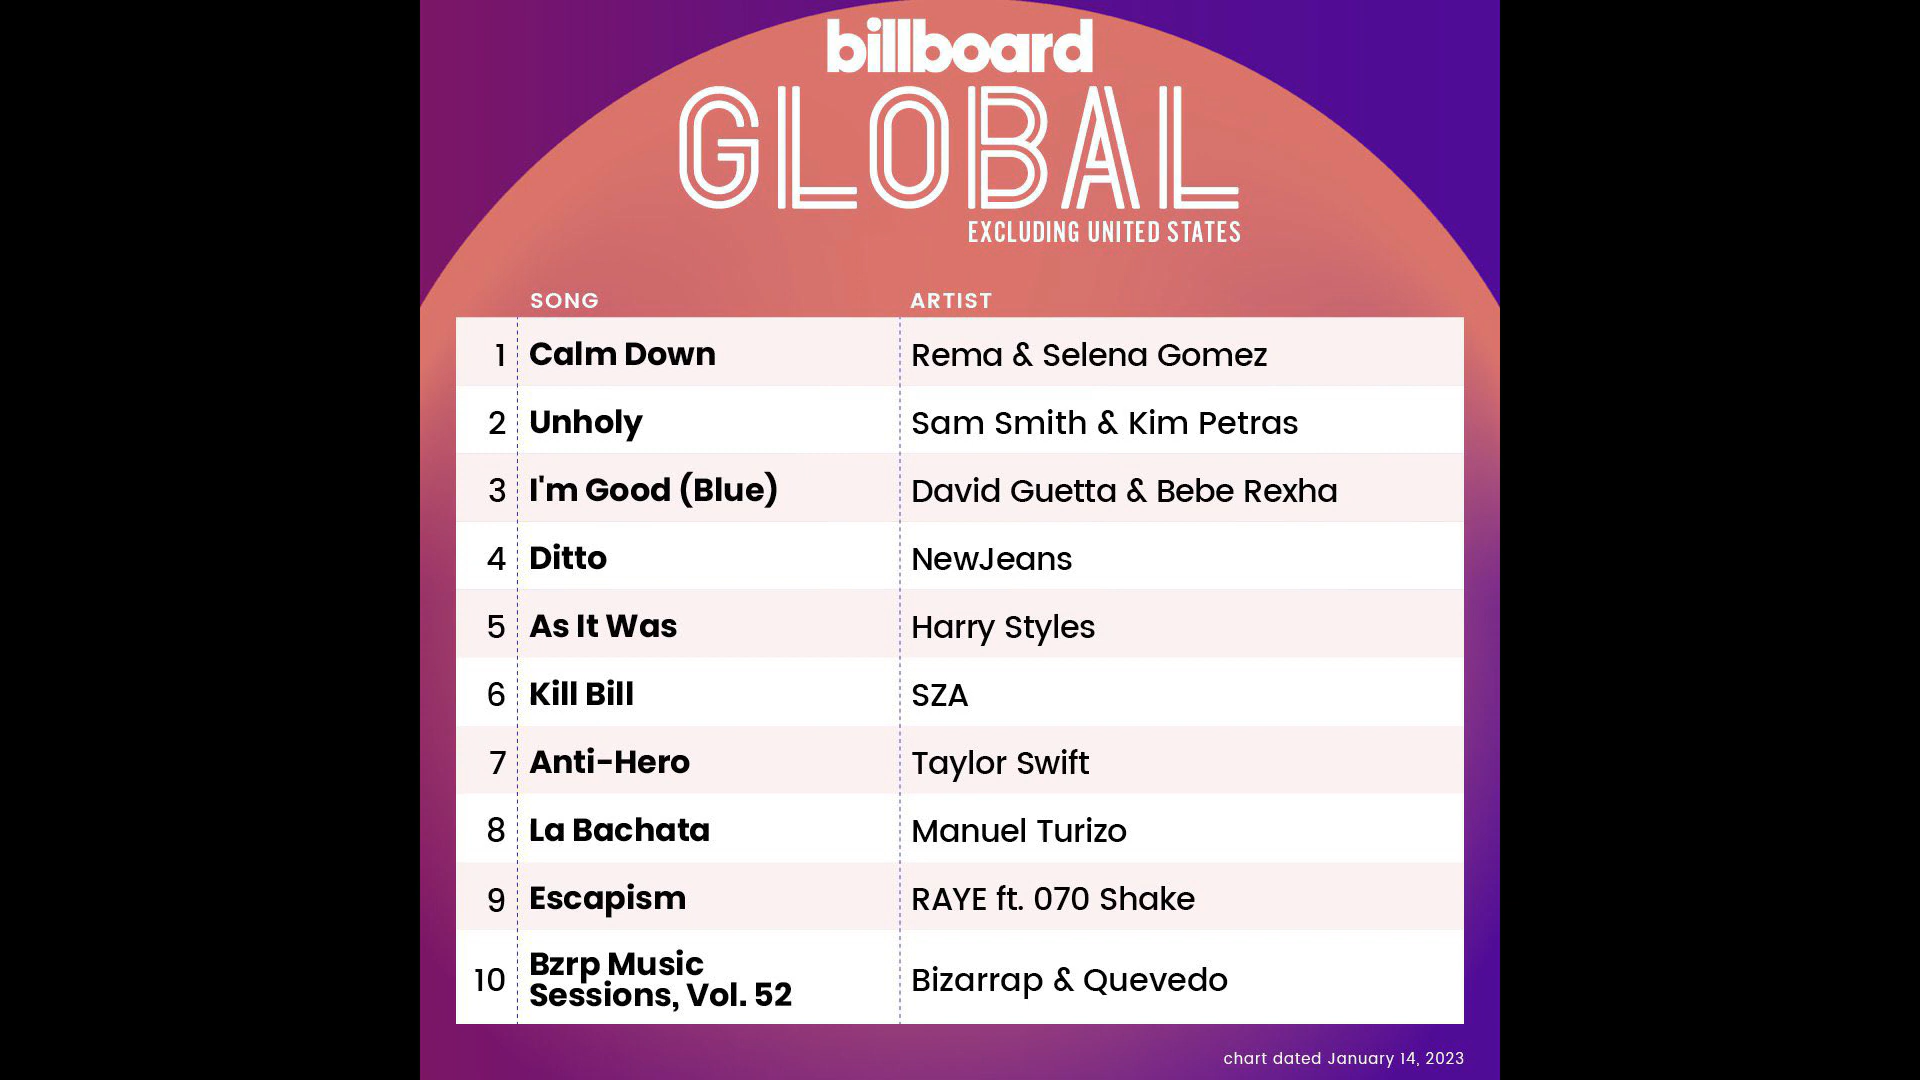 billboard
GLOBAL
EXCLUDING UNITED STATES
SONG ARTIST
1 Calm Down Rema & Selena Gomez
2 Unholy Sam Smith & Kim Petras
3 I'm Good (Blue) David Guetta & Bebe Rexha
4 Ditto NewJeans
5 As It Was Harry Styles
6 Kill Bill SZA
7 Anti-Hero Taylor Swift
8 La Bachata Manuel Turizo
9 Escapism RAYE ft. 070 Shake
10 Bzrp Music
Sessions, Vol. 52 Bizarrap & Quevedo
chart dated January 14, 2023